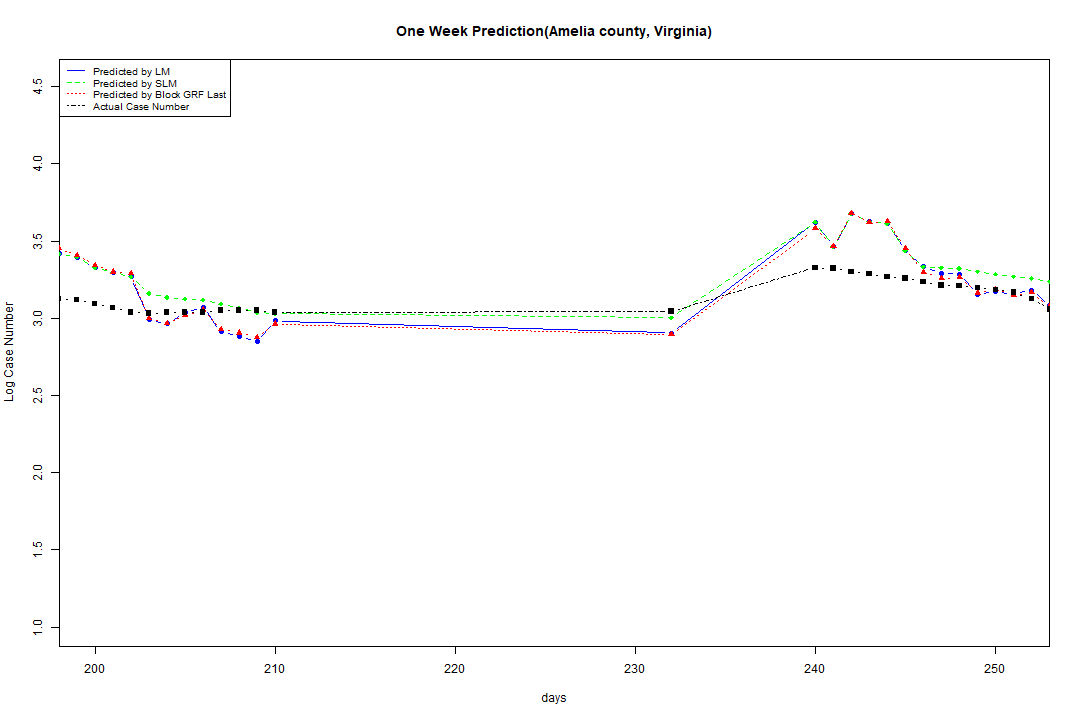 One Week Prediction(Amelia county, Virginia)
Predicted by LM
Predicted by SLM
Predicted by Block GRF Last
Actual Case Number
4.5
4.0
3.5
3.0
2.5
2.0
1.5
1.0
Log Case Number
200 210 220 230 240 250
days